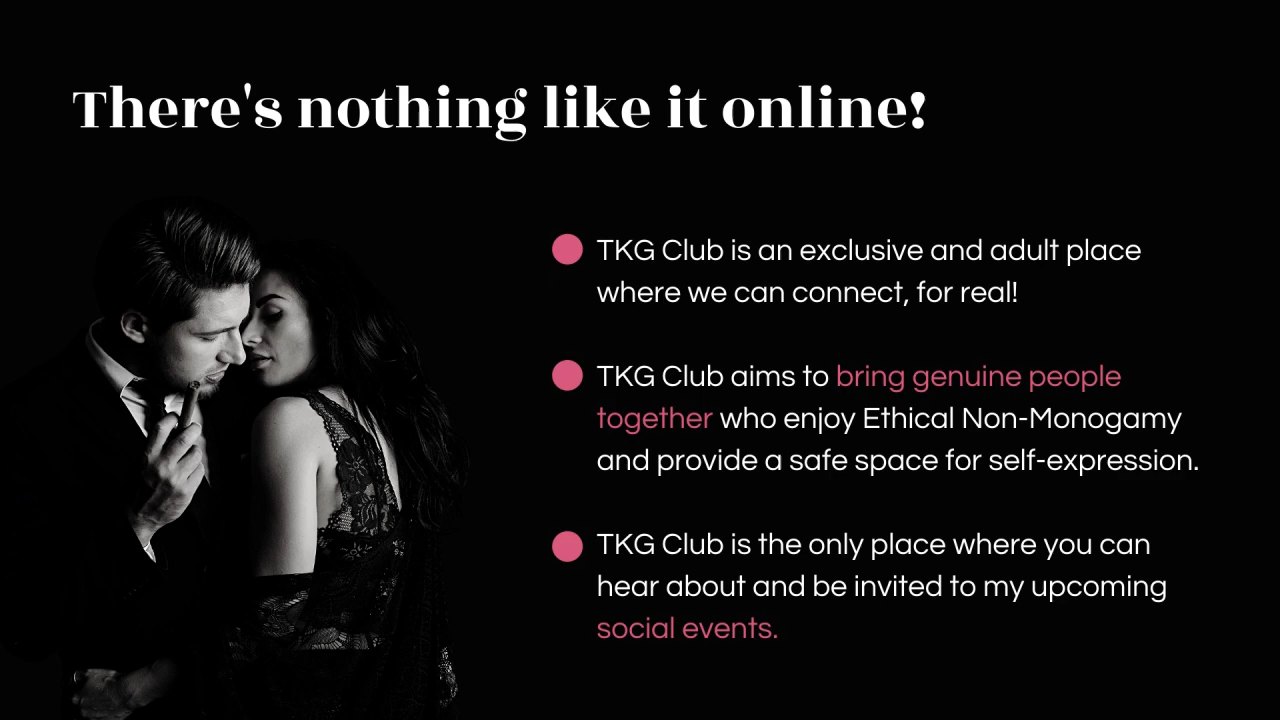 There's nothing like it online!
TKG Club is an exclusive and adult place
where we can connect, for real!
TKG Club aims to bring genuine people
together who enjoy Ethical Non-Monogamy
and provide a safe space for self-expression.
TKG Club is the only place where you can
hear about and be invited to my upcoming
social events.